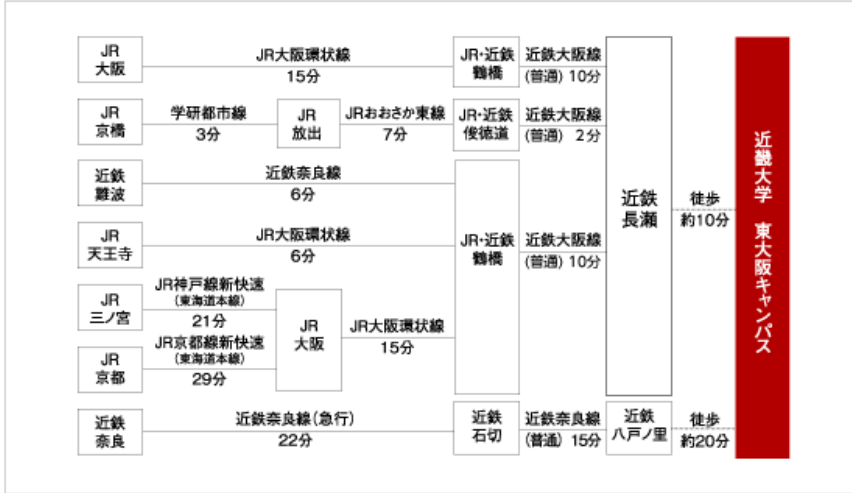 JR
大阪
JR大阪環状線
15分
JR・近鉄
鶴橋
近鉄大阪線
(普通) 10分
JR
京橋
学研都市線
3分
JR
放出
JRおおさか東線
7分
JR・近鉄
俊徳道
近鉄大阪線
(普通) 2分
近鉄
難波
近鉄奈良線
6分
JR
天王寺
JR大阪環状線
6分
JR・近鉄
鶴橋
近鉄大阪線
(普通) 10分
JR
三ノ宮
JR神戸線新快速
(東海道本線)
21分
JR
京都
JR京都線新快速
(東海道本線)
29分
JR
大阪
JR大阪環状線
15分
近鉄
長瀬
徒歩
約10分
近鉄
奈良
近鉄奈良線(急行)
22分
近鉄
石切
近鉄奈良線
(普通) 15分
近鉄
八戸ノ里
徒歩
約20分
近畿大学 東大阪キャンパス